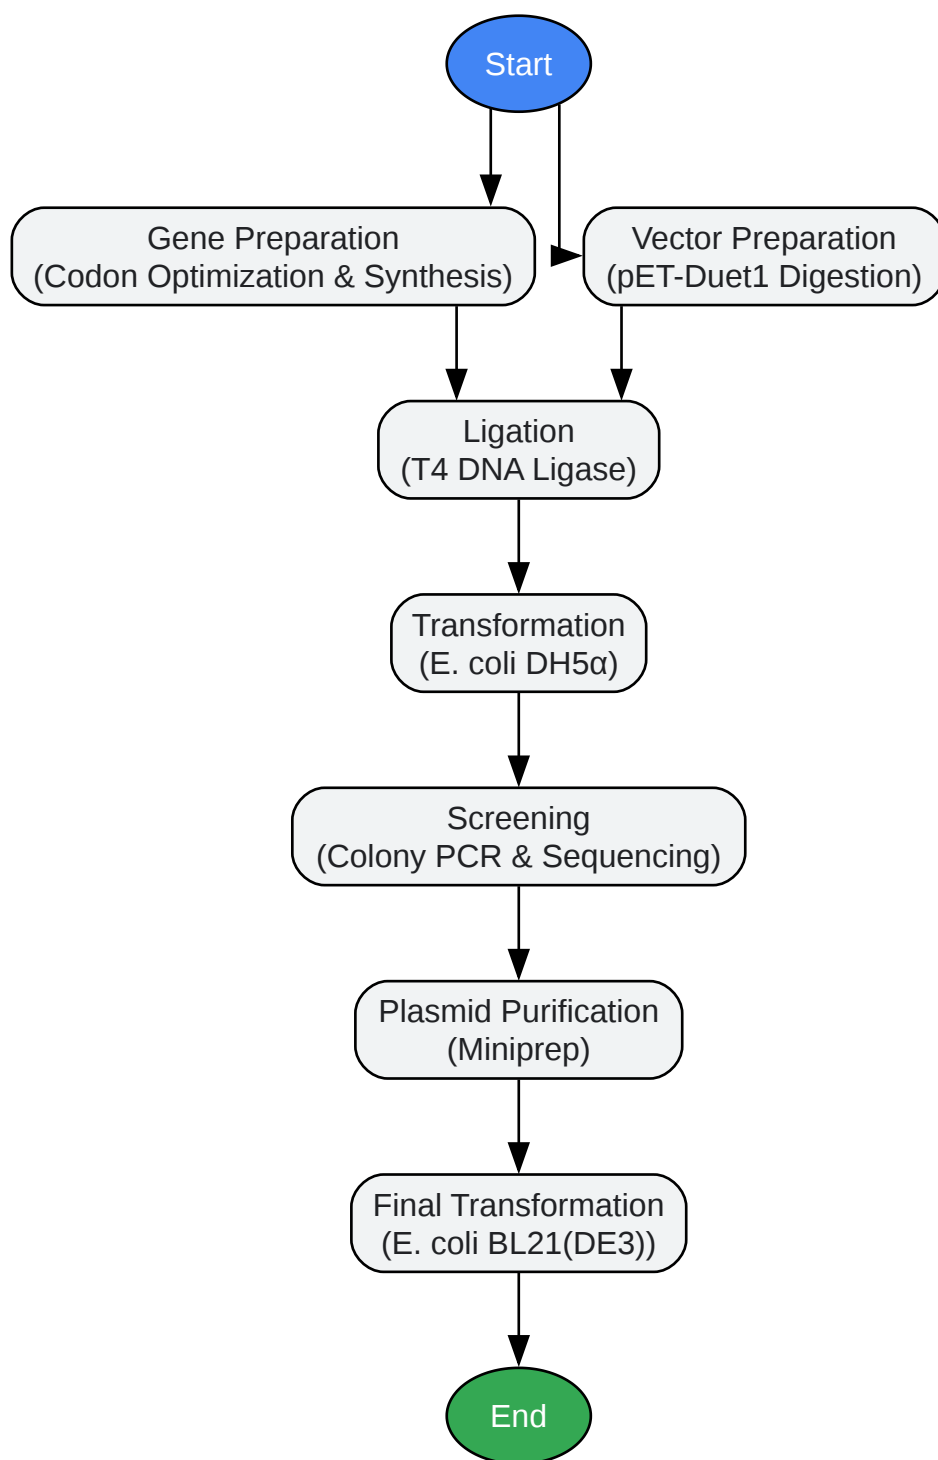 Start
Gene Preparation
(Codon Optimization & Synthesis)
Vector Preparation
(pET-Duet1 Digestion)
Ligation
(T4 DNA Ligase)
Transformation
(E. coli DH5α)
Screening
(Colony PCR & Sequencing)
Plasmid Purification
(Miniprep)
Final Transformation
(E. coli BL21(DE3))
End